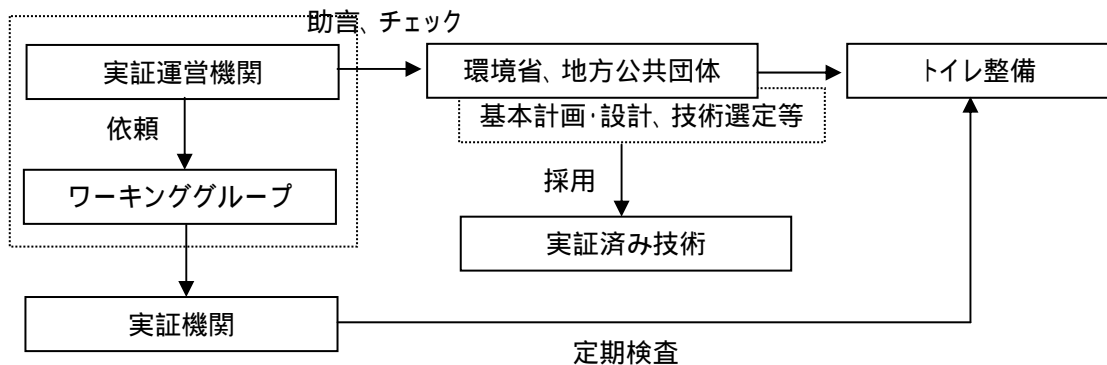 助言、チェック
実証運営機関
環境省、地方公共団体
トイレ整備
基本計画・設計、技術選定等
依頼
採用
ワーキンググループ
実証済み技術
実証機関
定期検査